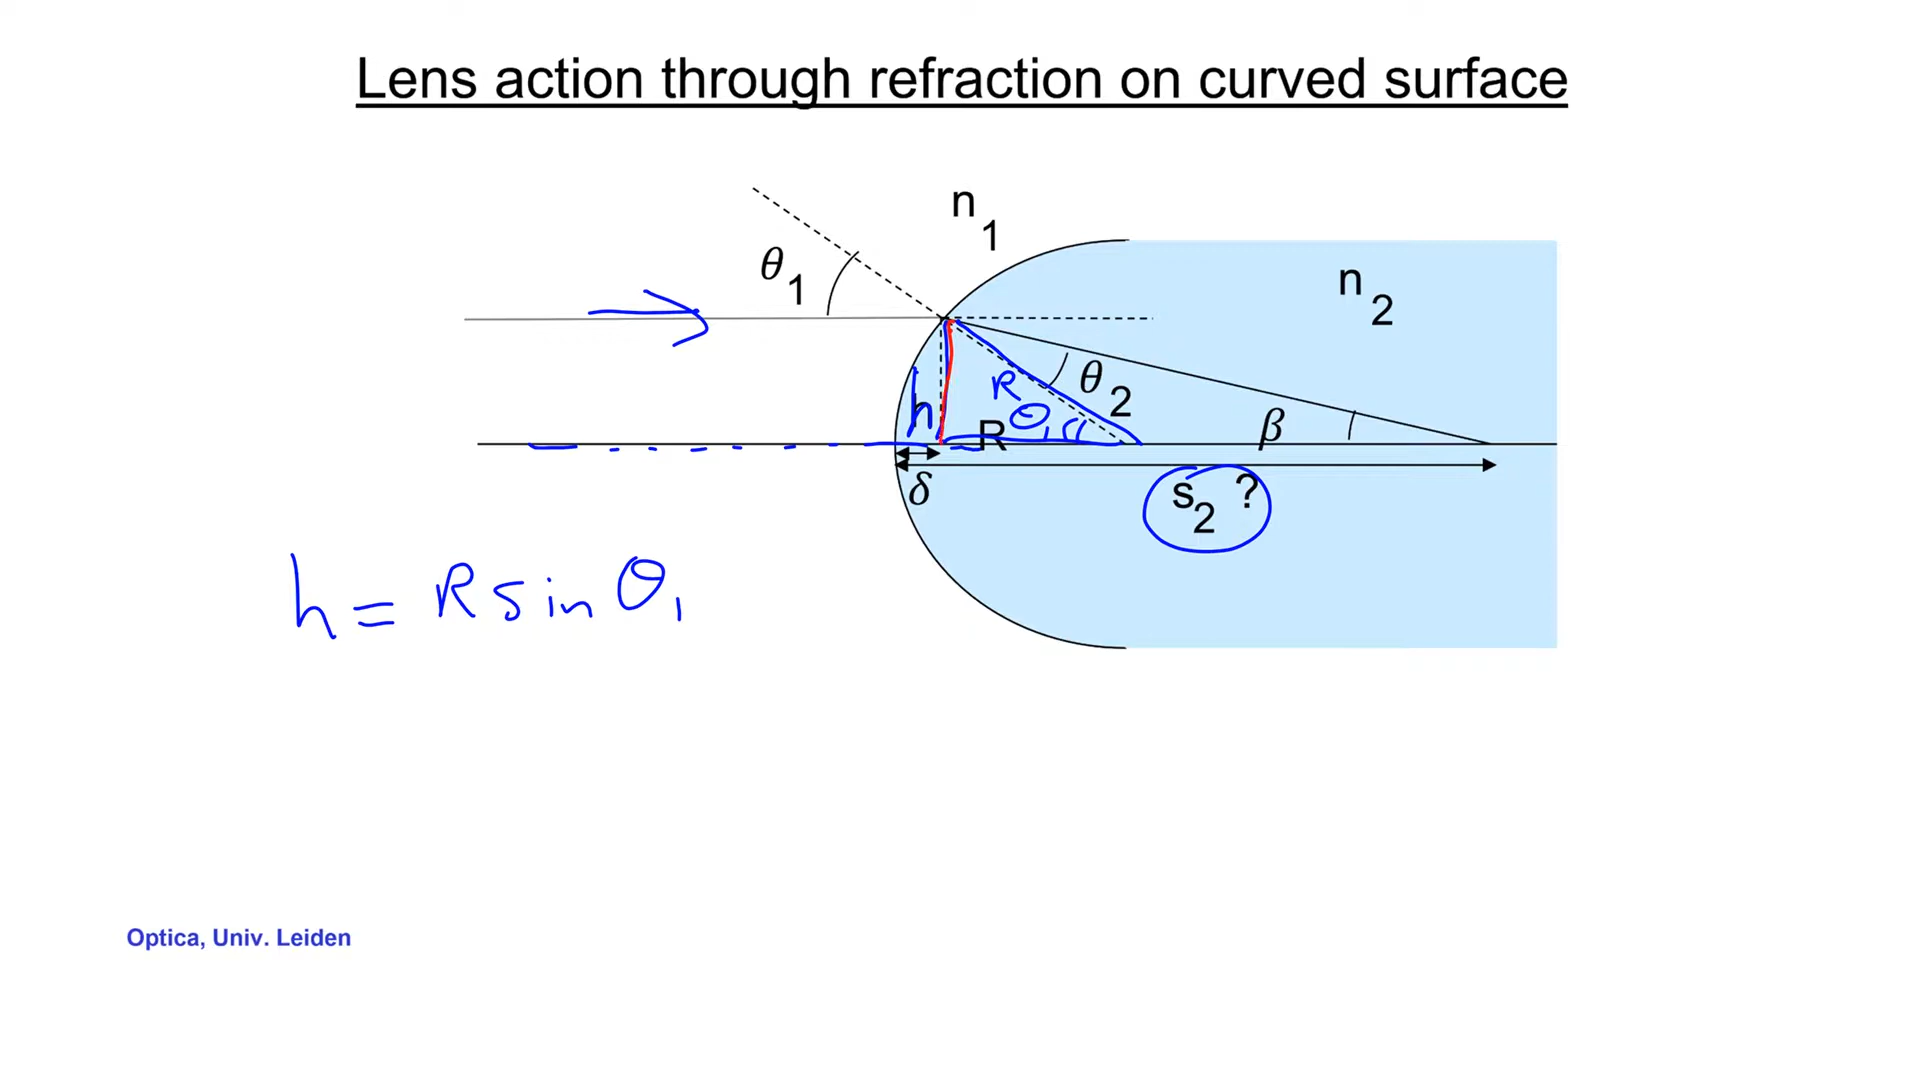 Lens action through refraction on curved surface
n₁
θ₁
n₂
θ₂
R
θ₁
h
R
β
δ
s₂ ?
h = R sin θ₁
Optica, Univ. Leiden